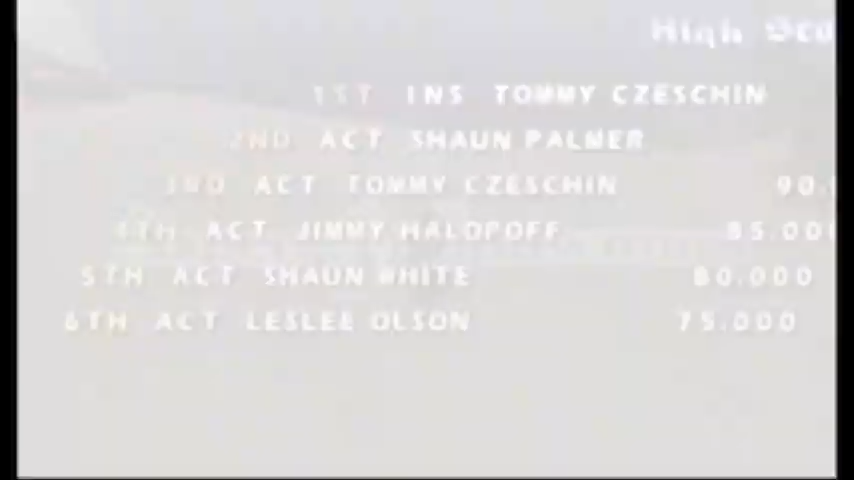 High Sco
1ST INS TOMMY CZESCHIN
2ND ACT SHAUN PALMER
3RD ACT TOMMY CZESCHIN 90.
4TH ACT JIMMY HALOPOFF 85.000
5TH ACT SHAUN WHITE 80.000
6TH ACT LESLEE OLSON 75.000